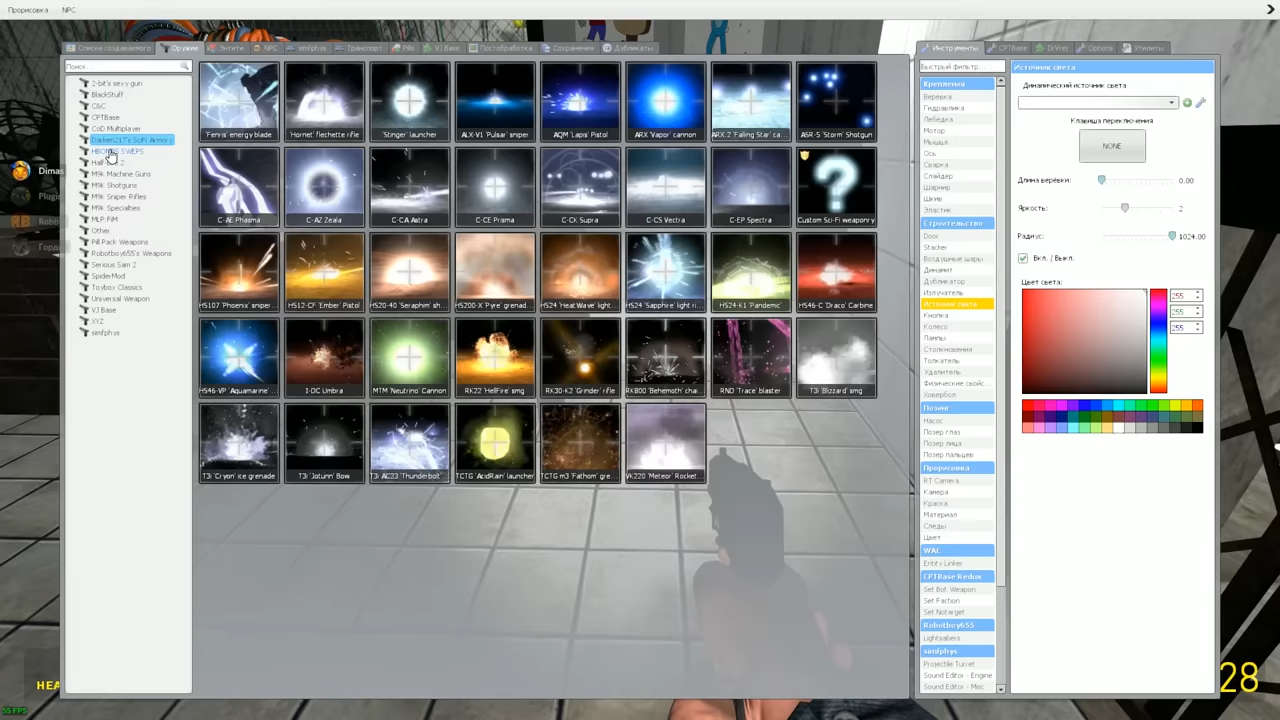 Прорисовка NPC
Списки создаваемого Оружие Энтити NPC simfphys Транспорт Pills VJ Base Постобработка Сохранения Дубликаты
Инструменты CPTBase DrVrej Options Утилиты
Поиск...
2-bit's sexy gun
BlackStuff
C&C
CPTBase
CoD Multiplayer
Darken217's SciFi Armory
M9k Machine Guns
M9k Shotguns
M9k Sniper Rifles
M9k Specialties
MLP:FiM
Other
Pill Pack Weapons
Robotboy655's Weapons
Serious Sam 2
SpiderMod
Toybox Classics
Universal Weapon
VJ Base
XYZ
simfphys
'Fenris' energy blade 'Hornet' flechette rifle 'Stinger' launcher ALX-V1 'Pulsar' sniper AQM 'Lapis' Pistol ARX 'Vapor' cannon ARX-2 'Falling Star' ca... ASR-5 'Storm' Shotgun
C-AE Phasma C-AZ Zeala C-CA Astra C-CE Prisma C-CK Supra C-CS Vectra C-EP Spectra Custom Sci-Fi weaponry
HS107 'Phoenix' sniper... HS12-CF 'Ember' Pistol HS20-40 'Seraphim' sh... HS200-X 'Pyre' grenad... HS24 'Heat Wave' light... HS24 'Sapphire' light ri... HS24-K1 'Pandemic' HS46-C 'Draco' Carbine
HS46-VP 'Aquamarine'... I-DC Umbra MTM 'Neutrino' Cannon RK22 'HellFire' smg RK30-K2 'Grinder' rifle RK800 'Behemoth' chai... RND 'Trace' blaster T3i 'Blizzard' smg
T3i 'Cryon' ice grenade T3i 'Jotunn' Bow T3i AC23 'Thunderbolt'... TCTG 'AcidRain' launcher TCTG m3 'Fathom' gre... VK220 'Meteor' Rocket...
Быстрый фильтр...
Крепления
Верёвка
Гидравлика
Лебёдка
Мотор
Мышца
Ось
Сварка
Слайдер
Шарнир
Шкив
Эластик
Строительство
Door
Stacker
Воздушные шары
Динамит
Дубликатор
Излучатель
Источник света
Кнопка
Колесо
Лампы
Столкновения
Толкатель
Удалитель
Физические свойс...
Ховербол
Позинг
Насос
Позер глаз
Позер лица
Позер пальцев
Прорисовка
RT Camera
Камера
Краска
Материал
Следы
Цвет
WAC
Entity Linker
CPTBase Redux
Set Bot Weapon
Set Faction
Set Notarget
Robotboy655
Lightsabers
simfphys
Projectile Turret
Sound Editor - Engine
Sound Editor - Misc
Источник света
Динамический источник света
Клавиша переключения
NONE
Длина верёвки: 0.00
Яркость: 2
Радиус: 1024.00
Вкл. / Выкл.
Цвет света:
255
255
255
28
55 FPS